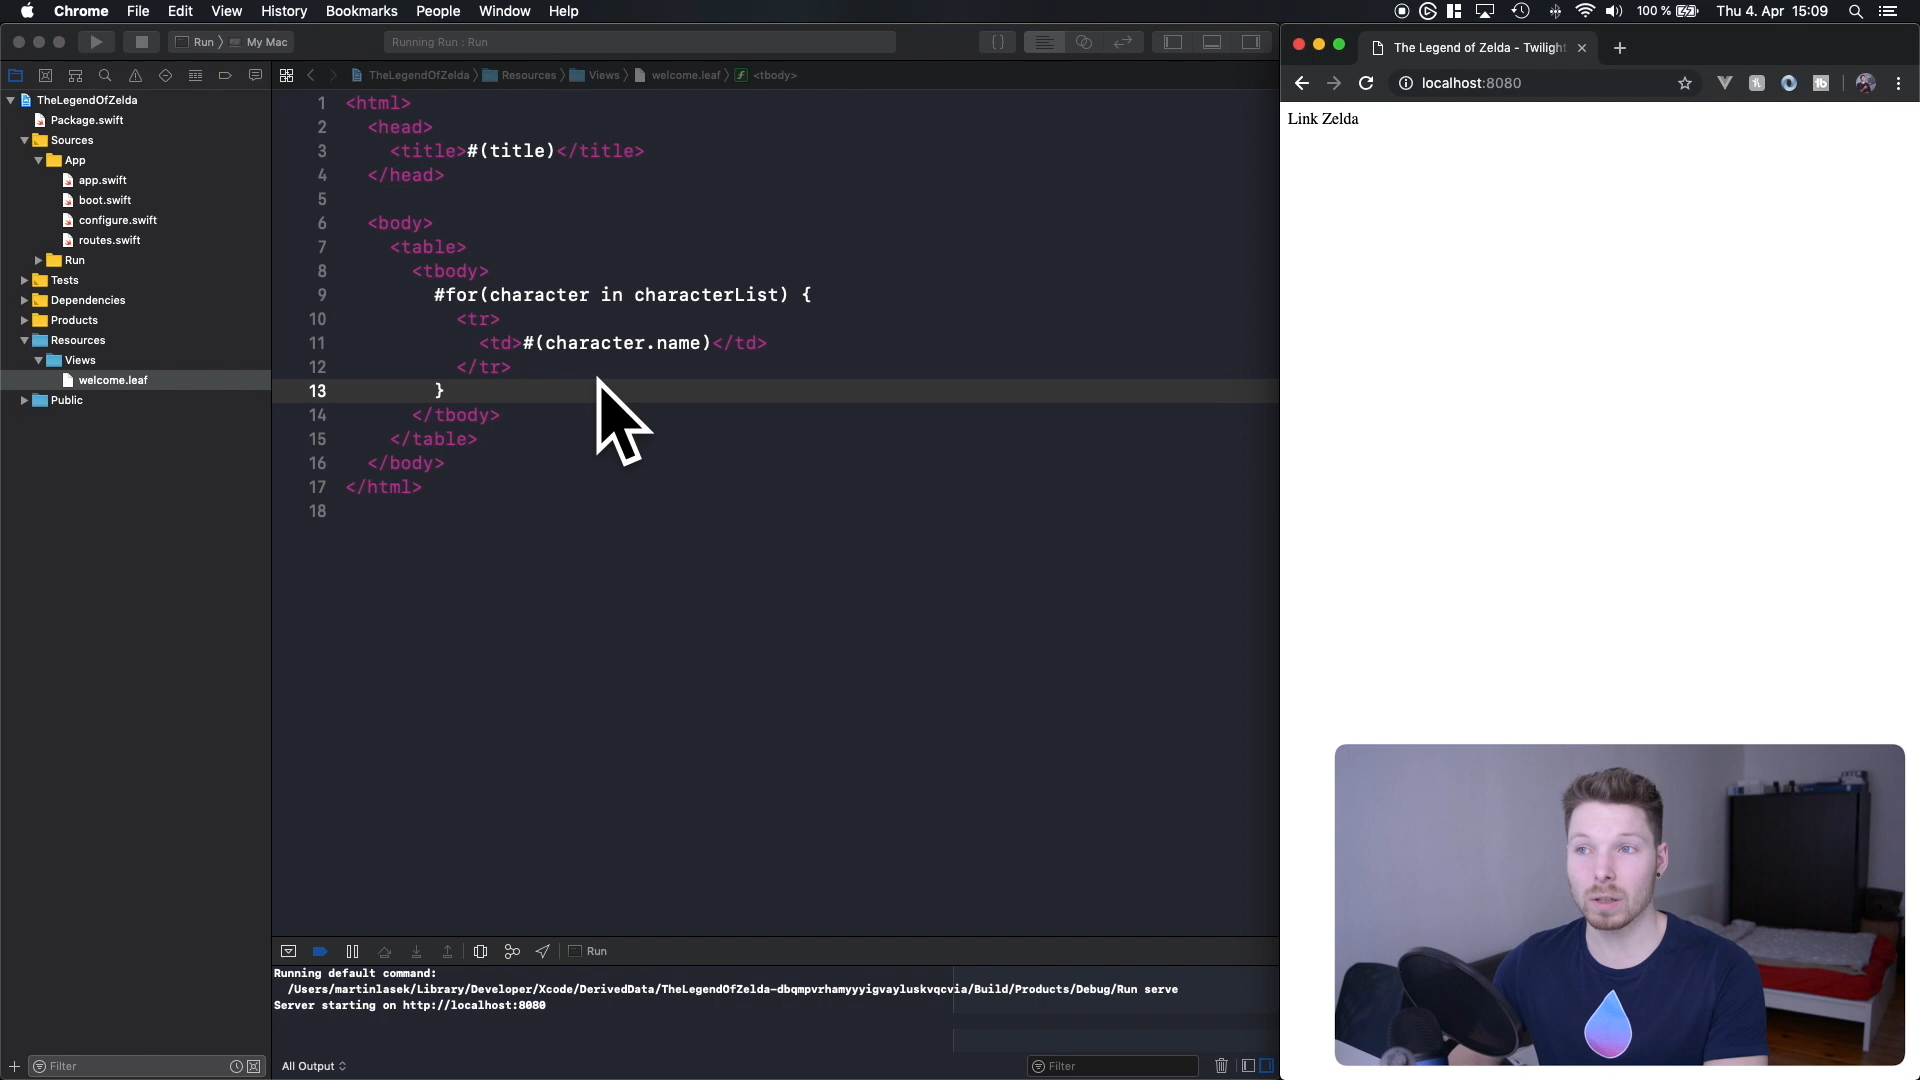 Chrome File Edit View History Bookmarks People Window Help 100 % Thu 4. Apr 15:09
Run My Mac Running Run : Run {}
TheLegendOfZelda Resources Views welcome.leaf <tbody>
TheLegendOfZelda
Package.swift
Sources
App
app.swift
boot.swift
configure.swift
routes.swift
Run
Tests
Dependencies
Products
Resources
Views
welcome.leaf
Public
Filter
1 <html>
2 <head>
3 <title>#(title)</title>
4 </head>
5
6 <body>
7 <table>
8 <tbody>
9 #for(character in characterList) {
10 <tr>
11 <td>#(character.name)</td>
12 </tr>
13 }
14 </tbody>
15 </table>
16 </body>
17 </html>
18
Run
Running default command:
/Users/martinlasek/Library/Developer/Xcode/DerivedData/TheLegendOfZelda-dbqmpvrhamyyyigvayluskvqcvia/Build/Products/Debug/Run serve
Server starting on http://localhost:8080
All Output Filter
The Legend of Zelda - Twilight
localhost:8080
Link Zelda